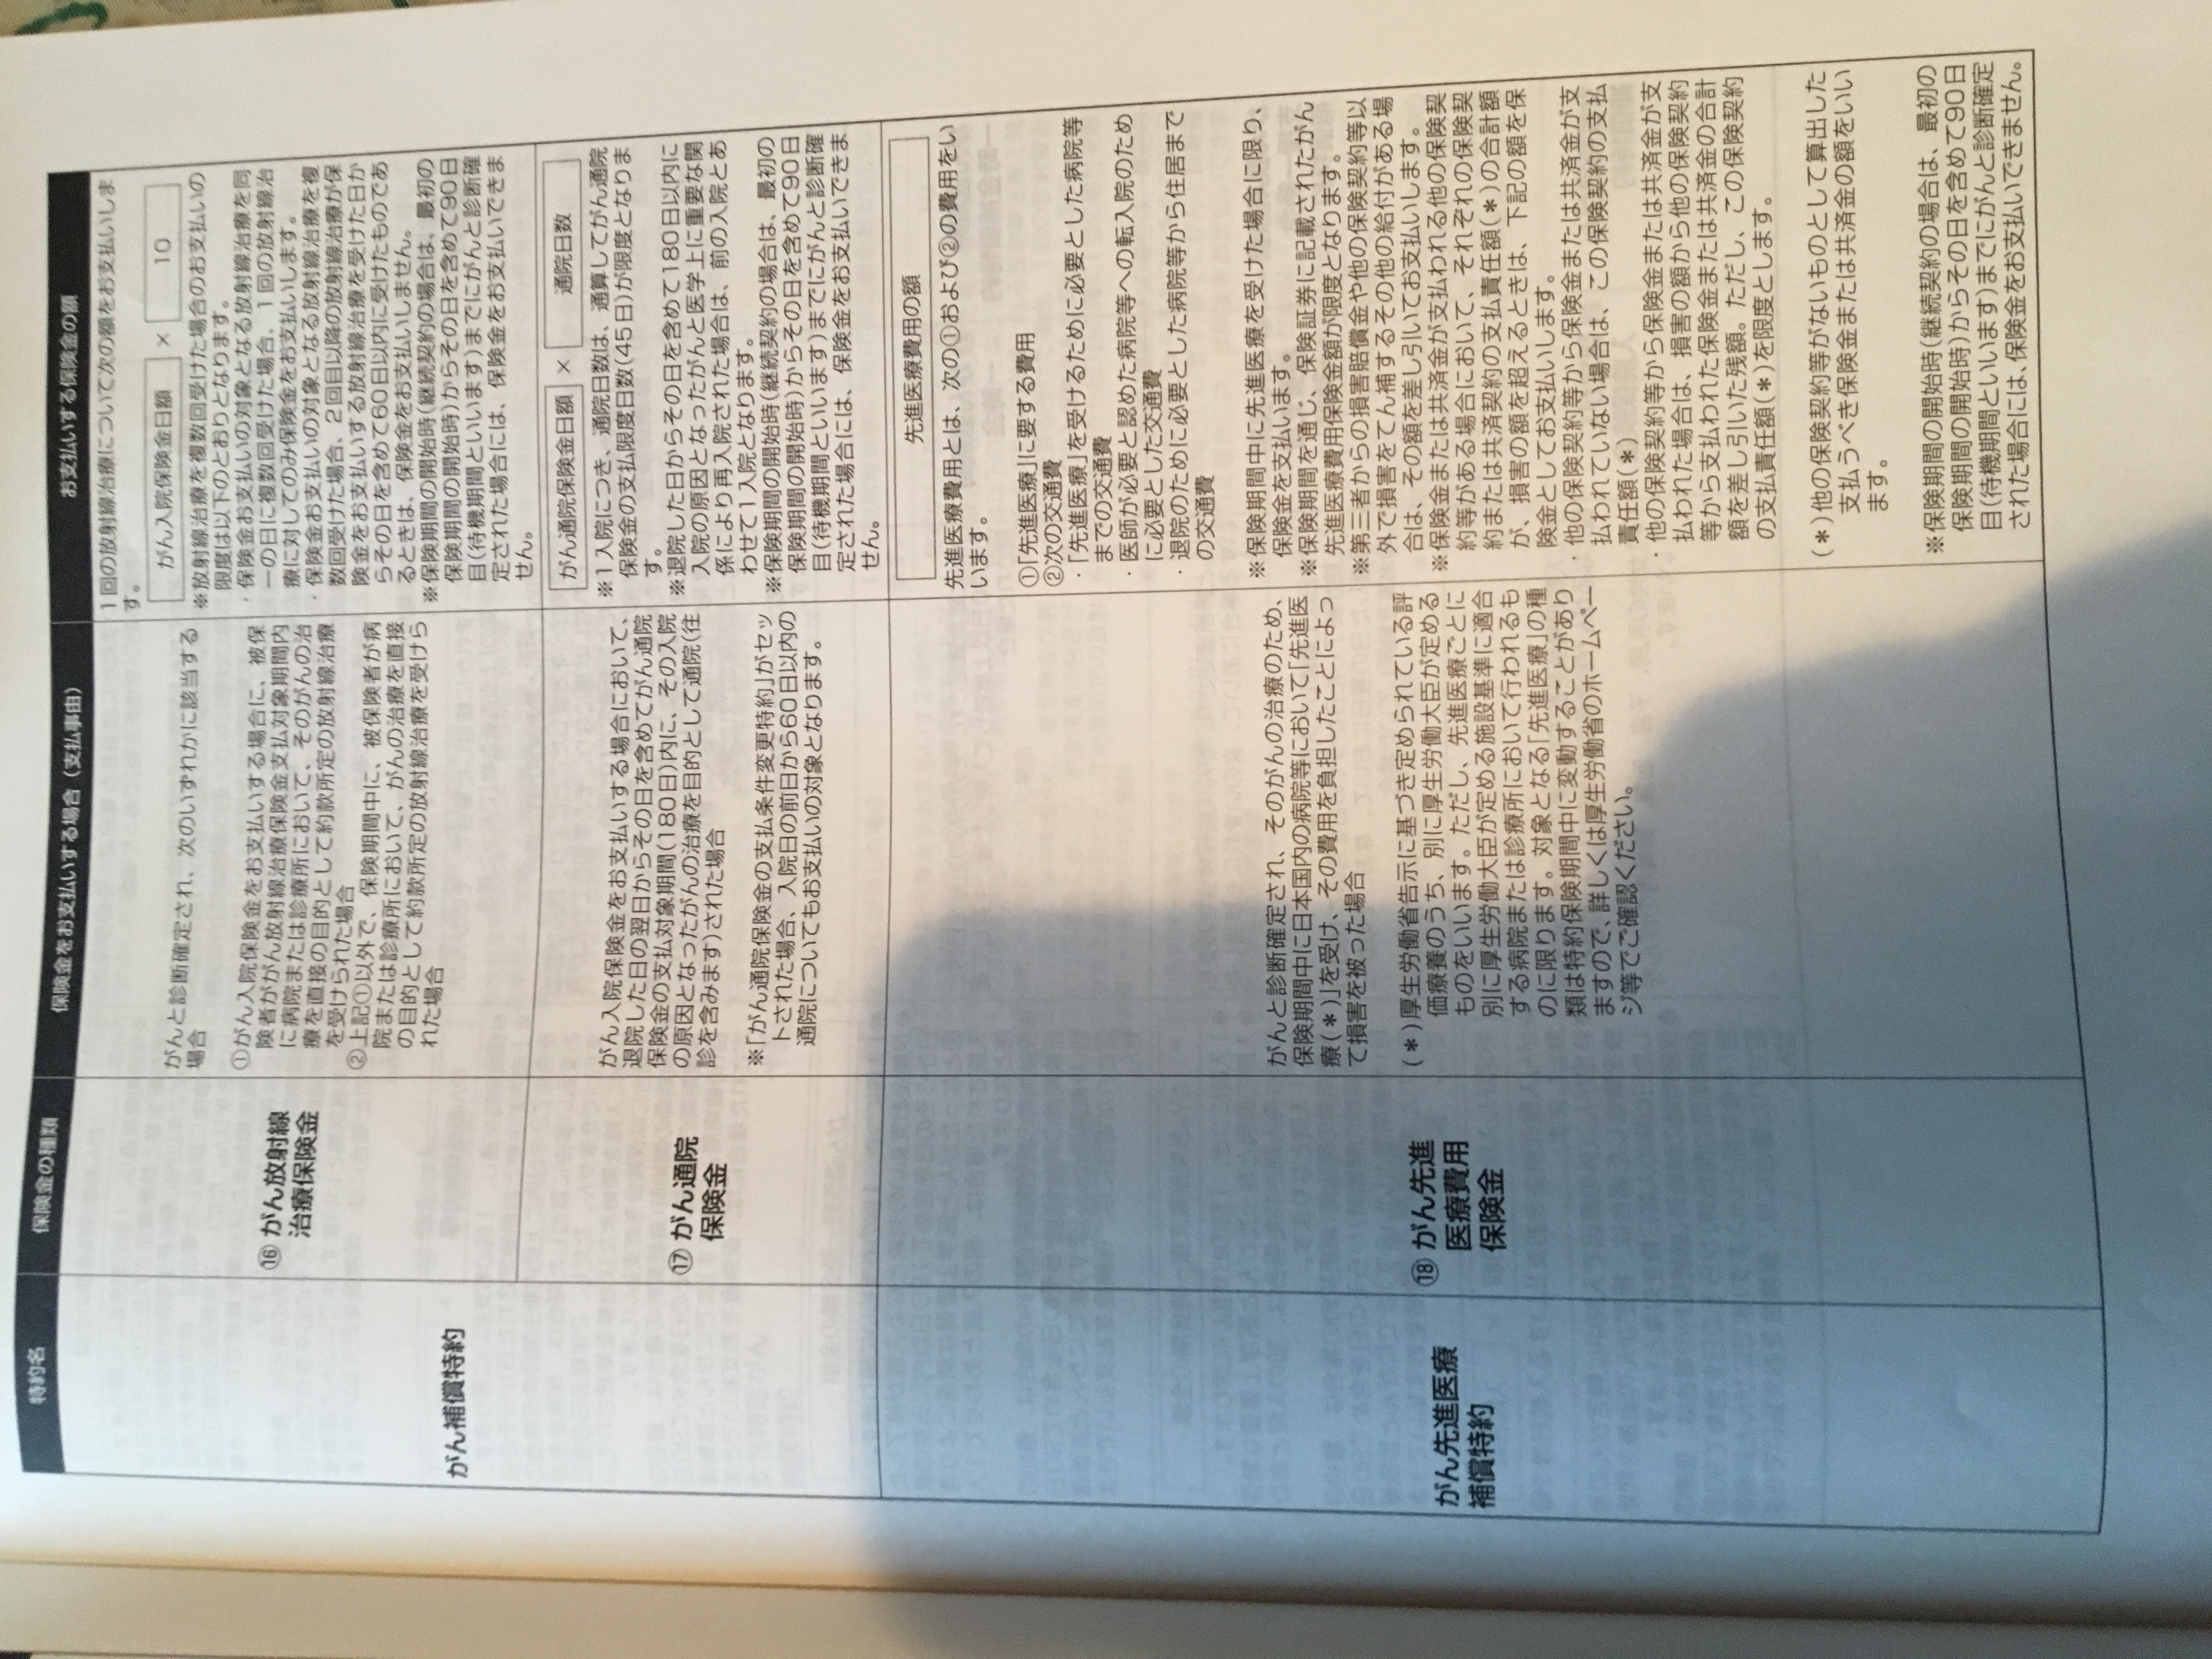 特約名
保険金の種類
保険金をお支払いする場合（支払事由）
お支払いする保険金の額
がん補償特約
⑯ がん放射線
治療保険金
がんと診断確定され、次のいずれかに該当する
場合
①がん入院保険金をお支払いする場合に、被保
険者ががん放射線治療保険金支払対象期間内
に病院または診療所において、そのがんの治
療を直接の目的として約款所定の放射線治療
を受けられた場合
②上記①以外で、保険期間中に、被保険者が病
院または診療所において、がんの治療を直接
の目的として約款所定の放射線治療を受けら
れた場合
1回の放射線治療について次の額をお支払いしま
す。
がん入院保険金日額 × 10
※放射線治療を複数回受けた場合のお支払いの
限度は以下のとおりとなります。
・保険金お支払いの対象となる放射線治療を同
一の日に複数回受けた場合、1回の放射線治
療に対してのみ保険金をお支払いします。
・保険金お支払いの対象となる放射線治療を複
数回受けた場合、2回目以降の放射線治療が保
険金をお支払いする放射線治療を受けた日か
らその日を含めて60日以内に受けたものであ
るときは、保険金をお支払いしません。
※保険期間の開始時(継続契約の場合は、最初の
保険期間の開始時)からその日を含めて90日
目(待機期間といいます)までにがんと診断確
定された場合には、保険金をお支払いできま
せん。
⑰ がん通院
保険金
がん入院保険金をお支払いする場合において、
退院した日の翌日からその日を含めてがん通院
保険金の支払対象期間(180日)内に、その入院
の原因となったがんの治療を目的として通院(往
診を含みます)された場合
※「がん通院保険金の支払条件変更特約」がセッ
トされた場合、入院日の前日から60日以内の
通院についてもお支払いの対象となります。
がん通院保険金日額 × 通院日数
※1入院につき、通院日数は、通算してがん通院
保険金の支払限度日数(45日)が限度となりま
す。
※退院した日からその日を含めて180日以内に
入院の原因となったがんと医学上に重要な関
係により再入院された場合は、前の入院とあ
わせて1入院となります。
※保険期間の開始時(継続契約の場合は、最初の
保険期間の開始時)からその日を含めて90日
目(待機期間といいます)までにがんと診断確
定された場合には、保険金をお支払いできま
せん。
がん先進医療
補償特約
⑱ がん先進
医療費用
保険金
がんと診断確定され、そのがんの治療のため、
保険期間中に日本国内の病院等において「先進医
療(＊)」を受け、その費用を負担したことによっ
て損害を被った場合
(＊)厚生労働省告示に基づき定められている評
価療養のうち、別に厚生労働大臣が定める
ものをいいます。ただし、先進医療ごとに
別に厚生労働大臣が定める施設基準に適合
する病院または診療所において行われるも
のに限ります。対象となる「先進医療」の種
類は特約保険期間中に変動することがあり
ますので、詳しくは厚生労働省のホームペー
ジ等でご確認ください。
先進医療費用の額
先進医療費用とは、次の①および②の費用をい
います。
①「先進医療」に要する費用
②次の交通費
・「先進医療」を受けるために必要とした病院等
までの交通費
・医師が必要と認めた病院等への転入院のため
に必要とした交通費
・退院のために必要とした病院等から住居まで
の交通費
※保険期間中に先進医療を受けた場合に限り、
保険金を支払います。
※保険期間を通じ、保険証券に記載されたがん
先進医療費用保険金額が限度となります。
※第三者からの損害賠償金や他の保険契約等以
外で損害をてん補するその他の給付がある場
合は、その額を差し引いてお支払いします。
※保険金または共済金が支払われる他の保険契
約等がある場合において、それぞれの保険契
約または共済契約の支払責任額(＊)の合計額
が、損害の額を超えるときは、下記の額を保
険金としてお支払いします。
・他の保険契約等から保険金または共済金が支
払われていない場合は、この保険契約の支払
責任額(＊)
・他の保険契約等から保険金または共済金が支
払われた場合は、損害の額から他の保険契約
等から支払われた保険金または共済金の合計
額を差し引いた残額。ただし、この保険契約
の支払責任額(＊)を限度とします。
(＊)他の保険契約等がないものとして算出した
支払うべき保険金または共済金の額をいい
ます。
※保険期間の開始時(継続契約の場合は、最初の
保険期間の開始時)からその日を含めて90日
目(待機期間といいます)までにがんと診断確定
された場合には、保険金をお支払いできません。